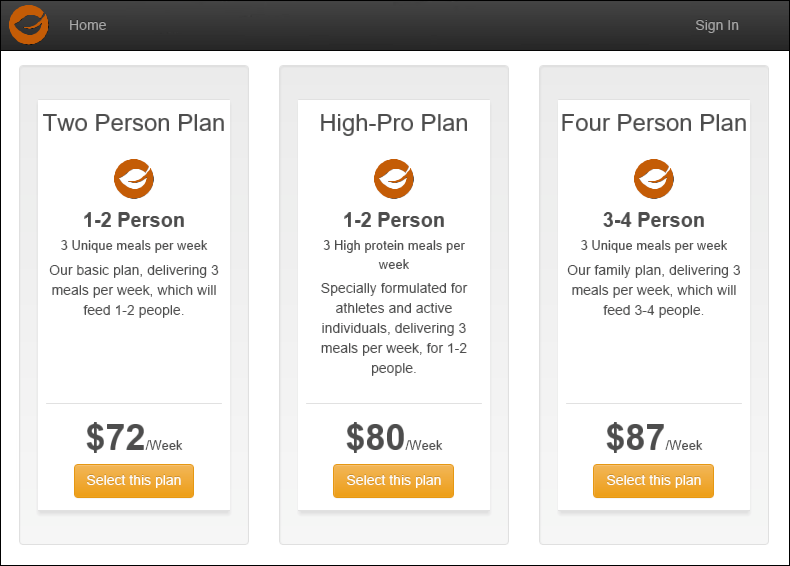 Home
Sign In
Two Person Plan
1-2 Person
3 Unique meals per week
Our basic plan, delivering 3
meals per week, which will
feed 1-2 people.
$72/Week
Select this plan
High-Pro Plan
1-2 Person
3 High protein meals per
week
Specially formulated for
athletes and active
individuals, delivering 3
meals per week, for 1-2
people.
$80/Week
Select this plan
Four Person Plan
3-4 Person
3 Unique meals per week
Our family plan, delivering 3
meals per week, which will
feed 3-4 people.
$87/Week
Select this plan